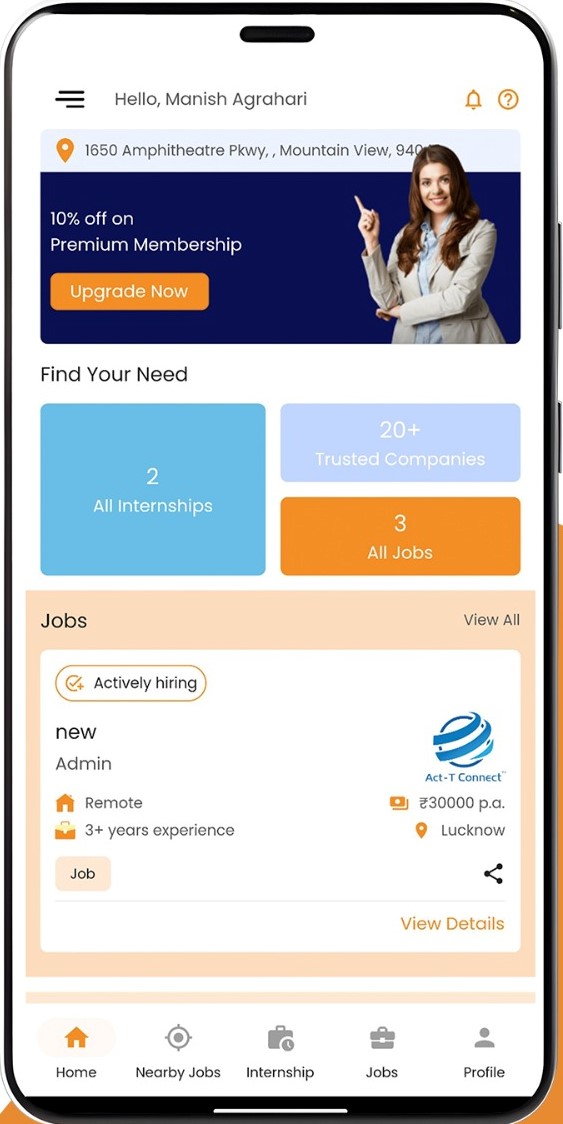 Hello, Manish Agrahari
1650 Amphitheatre Pkwy, , Mountain View, 940
10% off on
Premium Membership
Upgrade Now
Find Your Need
2
All Internships
20+
Trusted Companies
3
All Jobs
Jobs
View All
Actively hiring
new
Admin
Act-T Connect
Remote
₹30000 p.a.
3+ years experience
Lucknow
Job
View Details
Home
Nearby Jobs
Internship
Jobs
Profile